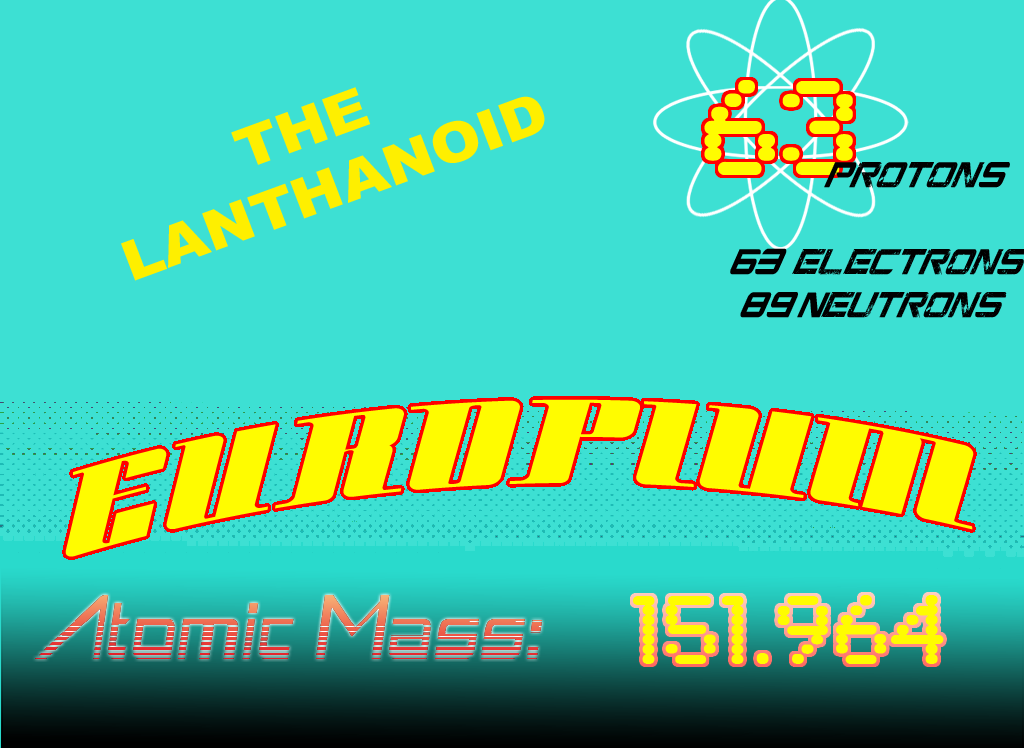 THE
LANTHANOID
63
PROTONS
63 ELECTRONS
89 NEUTRONS
EUROPIUM
Atomic Mass: 151.964